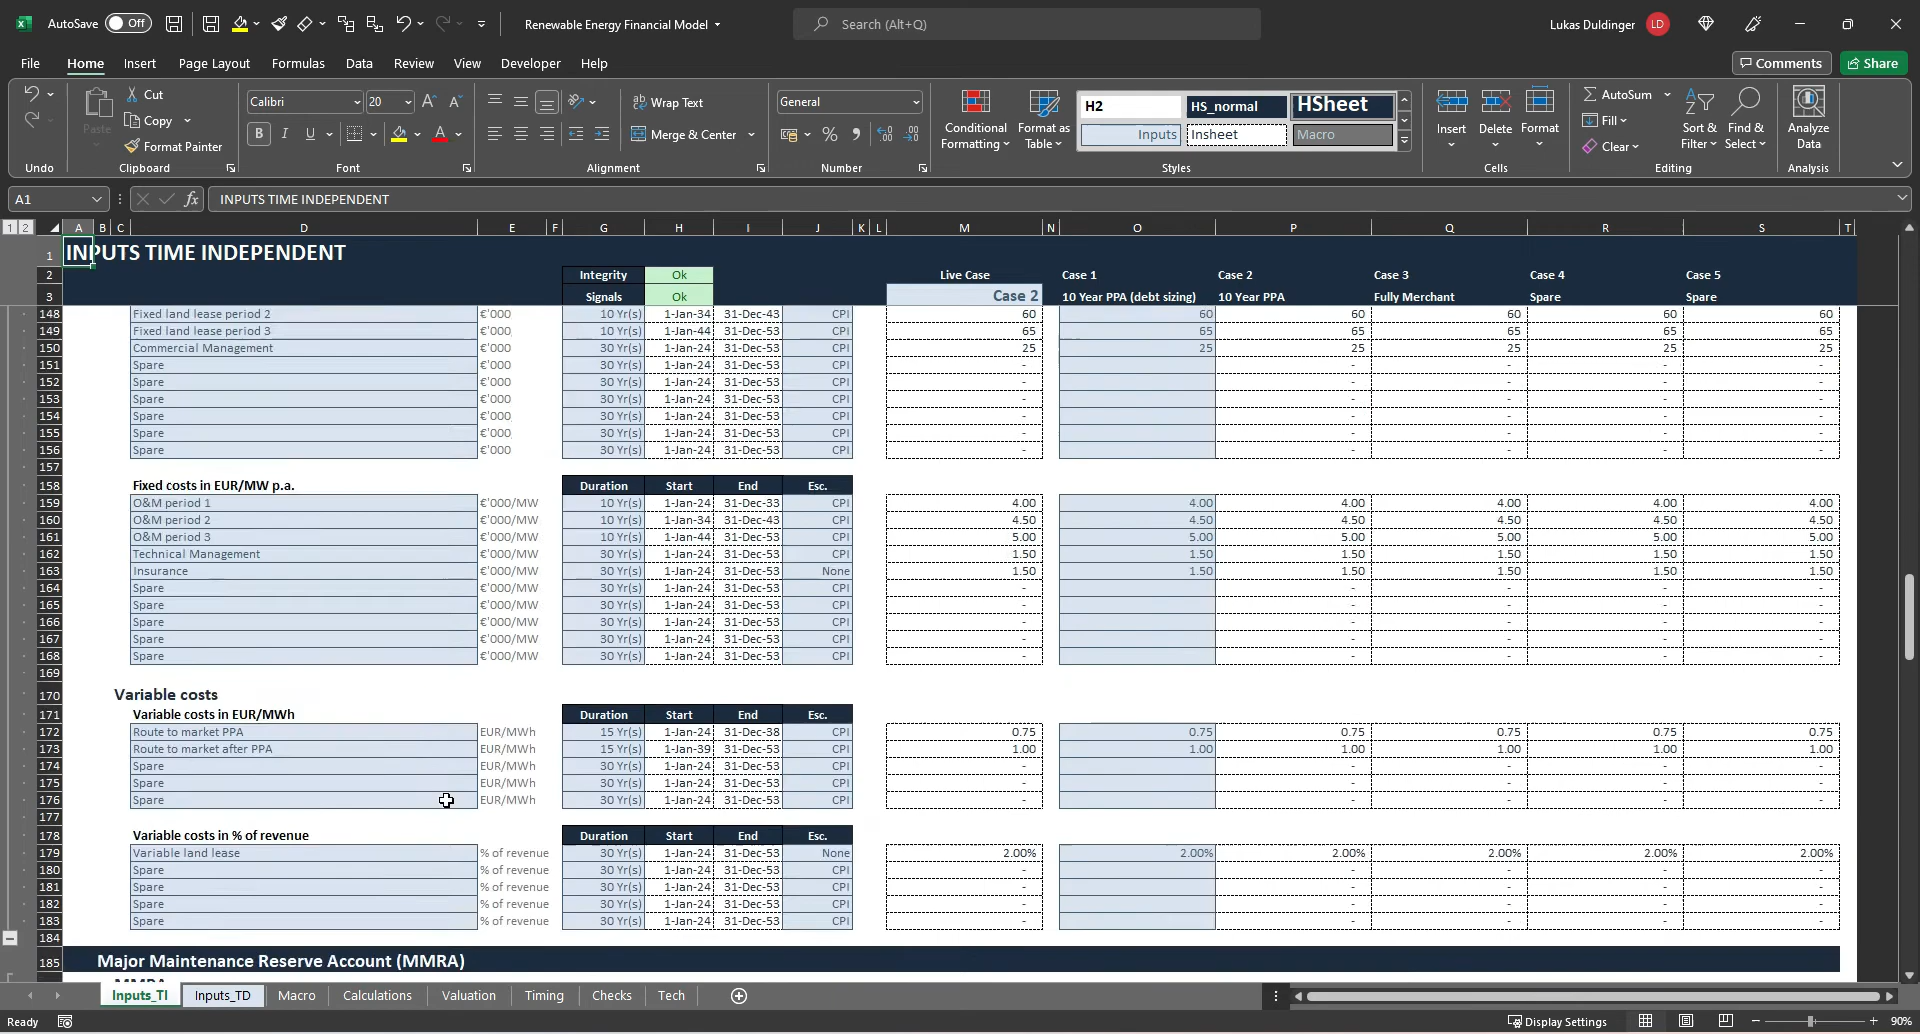 AutoSave Off Renewable Energy Financial Model Search (Alt+Q) Lukas Duldinger LD
File Home Insert Page Layout Formulas Data Review View Developer Help Comments Share
Cut Calibri 20 Wrap Text General H2 HS_normal HSheet AutoSum
Paste Copy Merge & Center Conditional Formatting Format as Table Inputs Insheet Macro Insert Delete Format Fill Sort & Filter Find & Select Analyze Data
Format Painter Clear
Undo Clipboard Font Alignment Number Styles Cells Editing Analysis
A1 fx INPUTS TIME INDEPENDENT
1 2 A B C D E F G H I J K L M N O P Q R S T
1 INPUTS TIME INDEPENDENT
2 Integrity Ok Live Case Case 1 Case 2 Case 3 Case 4 Case 5
3 Signals Ok Case 2 10 Year PPA (debt sizing) 10 Year PPA Fully Merchant Spare Spare
148 Fixed land lease period 2 €'000 10 Yr(s) 1-Jan-34 31-Dec-43 CPI 60 60 60 60 60 60
149 Fixed land lease period 3 €'000 10 Yr(s) 1-Jan-44 31-Dec-53 CPI 65 65 65 65 65 65
150 Commercial Management €'000 30 Yr(s) 1-Jan-24 31-Dec-53 CPI 25 25 25 25 25 25
151 Spare €'000 30 Yr(s) 1-Jan-24 31-Dec-53 CPI - - - - -
152 Spare €'000 30 Yr(s) 1-Jan-24 31-Dec-53 CPI - - - - -
153 Spare €'000 30 Yr(s) 1-Jan-24 31-Dec-53 CPI - - - - -
154 Spare €'000 30 Yr(s) 1-Jan-24 31-Dec-53 CPI - - - - -
155 Spare €'000 30 Yr(s) 1-Jan-24 31-Dec-53 CPI - - - - -
156 Spare €'000 30 Yr(s) 1-Jan-24 31-Dec-53 CPI - - - - -
157
158 Fixed costs in EUR/MW p.a. Duration Start End Esc.
159 O&M period 1 €'000/MW 10 Yr(s) 1-Jan-24 31-Dec-33 CPI 4.00 4.00 4.00 4.00 4.00 4.00
160 O&M period 2 €'000/MW 10 Yr(s) 1-Jan-34 31-Dec-43 CPI 4.50 4.50 4.50 4.50 4.50 4.50
161 O&M period 3 €'000/MW 10 Yr(s) 1-Jan-44 31-Dec-53 CPI 5.00 5.00 5.00 5.00 5.00 5.00
162 Technical Management €'000/MW 30 Yr(s) 1-Jan-24 31-Dec-53 CPI 1.50 1.50 1.50 1.50 1.50 1.50
163 Insurance €'000/MW 30 Yr(s) 1-Jan-24 31-Dec-53 None 1.50 1.50 1.50 1.50 1.50 1.50
164 Spare €'000/MW 30 Yr(s) 1-Jan-24 31-Dec-53 CPI - - - - -
165 Spare €'000/MW 30 Yr(s) 1-Jan-24 31-Dec-53 CPI - - - - -
166 Spare €'000/MW 30 Yr(s) 1-Jan-24 31-Dec-53 CPI - - - - -
167 Spare €'000/MW 30 Yr(s) 1-Jan-24 31-Dec-53 CPI - - - - -
168 Spare €'000/MW 30 Yr(s) 1-Jan-24 31-Dec-53 CPI - - - - -
169
170 Variable costs
171 Variable costs in EUR/MWh Duration Start End Esc.
172 Route to market PPA EUR/MWh 15 Yr(s) 1-Jan-24 31-Dec-38 CPI 0.75 0.75 0.75 0.75 0.75 0.75
173 Route to market after PPA EUR/MWh 15 Yr(s) 1-Jan-39 31-Dec-53 CPI 1.00 1.00 1.00 1.00 1.00 1.00
174 Spare EUR/MWh 30 Yr(s) 1-Jan-24 31-Dec-53 CPI - - - - -
175 Spare EUR/MWh 30 Yr(s) 1-Jan-24 31-Dec-53 CPI - - - - -
176 Spare EUR/MWh 30 Yr(s) 1-Jan-24 31-Dec-53 CPI - - - - -
177
178 Variable costs in % of revenue Duration Start End Esc.
179 Variable land lease % of revenue 30 Yr(s) 1-Jan-24 31-Dec-53 None 2.00% 2.00% 2.00% 2.00% 2.00% 2.00%
180 Spare % of revenue 30 Yr(s) 1-Jan-24 31-Dec-53 CPI - - - - -
181 Spare % of revenue 30 Yr(s) 1-Jan-24 31-Dec-53 CPI - - - - -
182 Spare % of revenue 30 Yr(s) 1-Jan-24 31-Dec-53 CPI - - - - -
183 Spare % of revenue 30 Yr(s) 1-Jan-24 31-Dec-53 CPI - - - - -
184
185 Major Maintenance Reserve Account (MMRA)
MMRA
Inputs_TI Inputs_TD Macro Calculations Valuation Timing Checks Tech
Ready Display Settings 90%